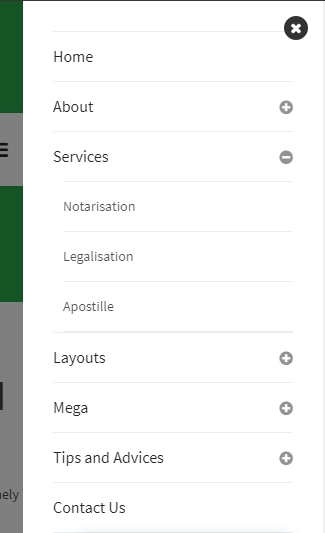 Home
About
Services
Notarisation
Legalisation
Apostille
Layouts
Mega
Tips and Advices
Contact Us